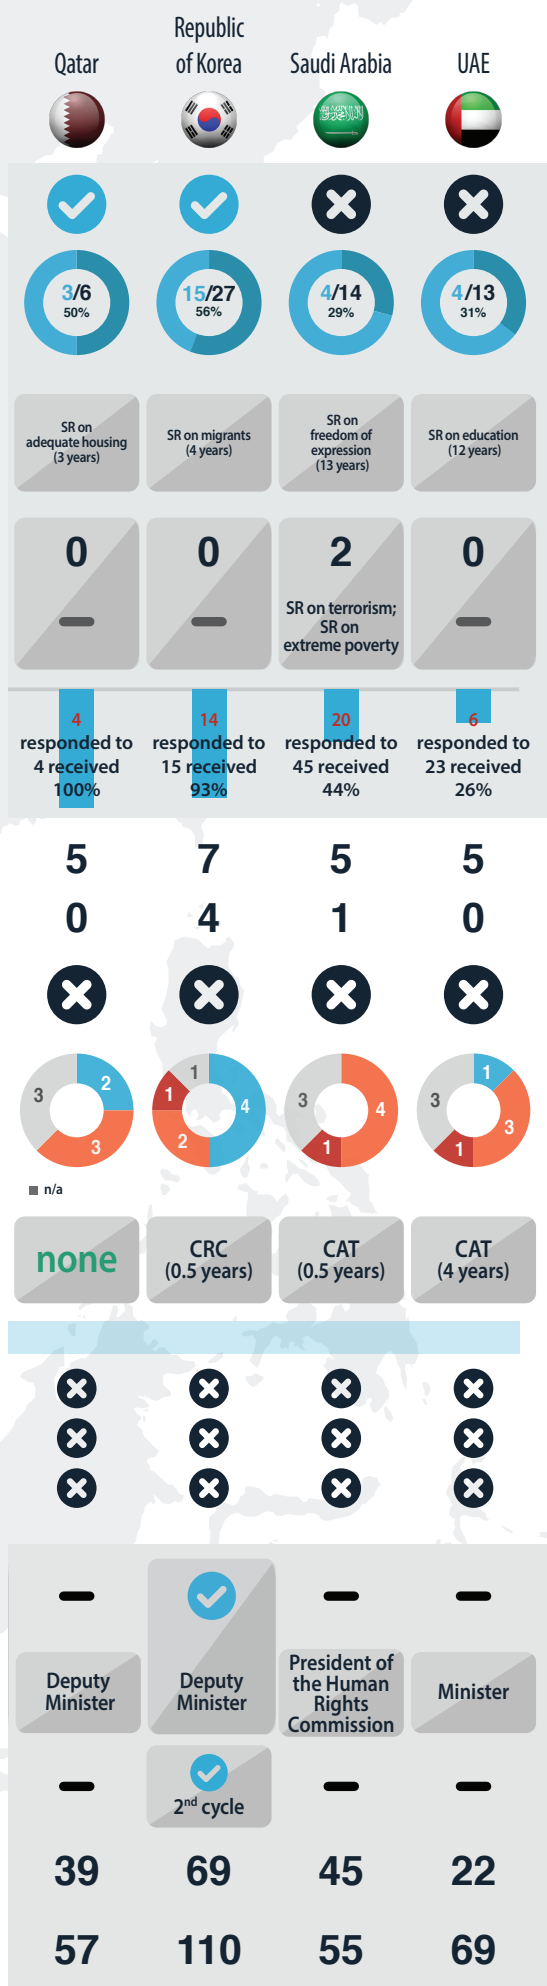 Qatar
Republic
of Korea
Saudi Arabia
UAE
3/6
50%
15/27
56%
4/14
29%
4/13
31%
SR on
adequate housing
(3 years)
SR on migrants
(4 years)
SR on
freedom of
expression
(13 years)
SR on education
(12 years)
0
0
2
0
SR on terrorism;
SR on
extreme poverty
4
responded to
4 received
100%
14
responded to
15 received
93%
20
responded to
45 received
44%
6
responded to
23 received
26%
5
7
5
5
0
4
1
0
3
2
3
1
1
4
2
3
4
1
1
3
3
1
n/a
none
CRC
(0.5 years)
CAT
(0.5 years)
CAT
(4 years)
Deputy
Minister
Deputy
Minister
President of
the Human
Rights
Commission
Minister
2nd cycle
39
69
45
22
57
110
55
69